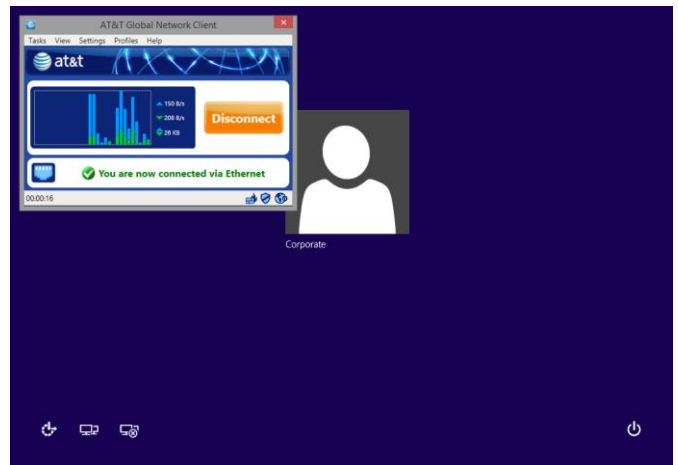 AT&T Global Network Client
Tasks View Settings Profiles Help
at&t
150 B/s
208 B/s
26 KB
Disconnect
You are now connected via Ethernet
00:00:16
Corporate